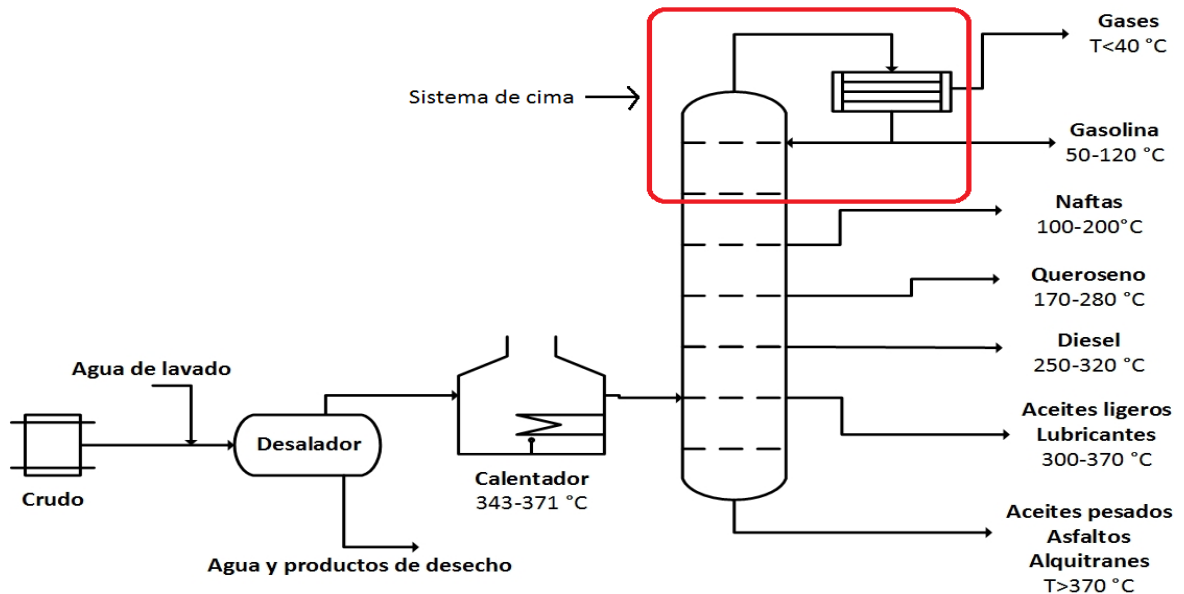 Gases
T<40 °C
Sistema de cima
Gasolina
50-120 °C
Naftas
100-200°C
Queroseno
170-280 °C
Diesel
250-320 °C
Aceites ligeros
Lubricantes
300-370 °C
Aceites pesados
Asfaltos
Alquitranes
T>370 °C
Agua de lavado
Desalador
Crudo
Calentador
343-371 °C
Agua y productos de desecho